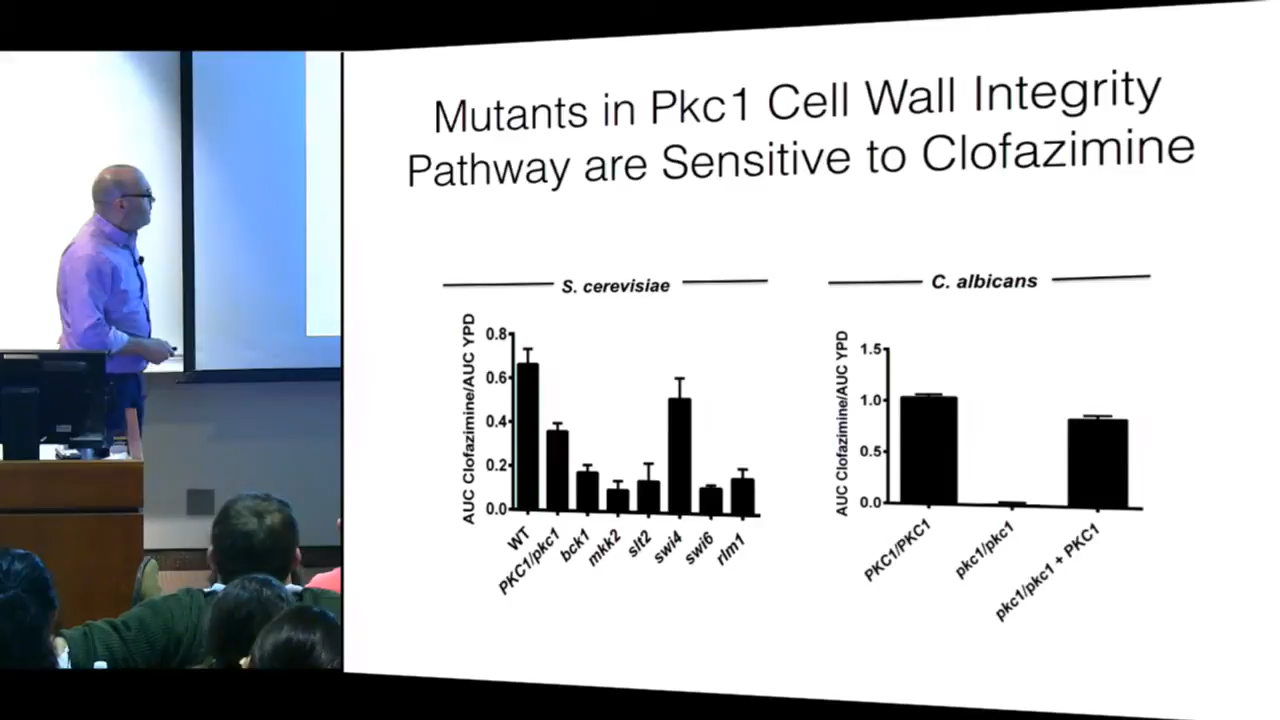 Mutants in Pkc1 Cell Wall Integrity
Pathway are Sensitive to Clofazimine
S. cerevisiae
AUC Clofazimine/AUC YPD
0.8
0.6
0.4
0.2
0.0
WT
PKC1/pkc1
bck1
mkk2
slt2
swi4
swi6
rlm1
C. albicans
AUC Clofazimine/AUC YPD
1.5
1.0
0.5
0.0
PKC1/PKC1
pkc1/pkc1
pkc1/pkc1 + PKC1